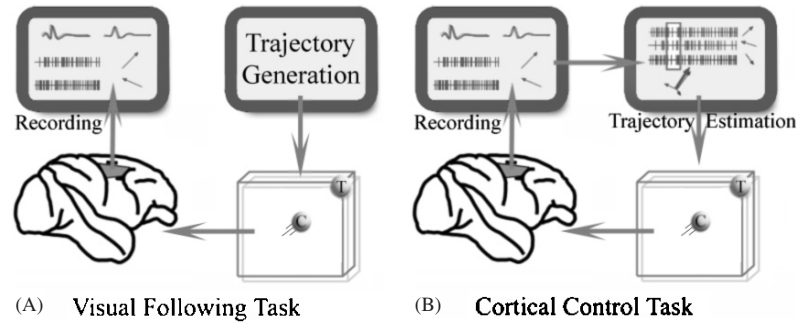 Trajectory
Generation
Recording
T
C
(A) Visual Following Task
Recording
Trajectory Estimation
T
C
(B) Cortical Control Task